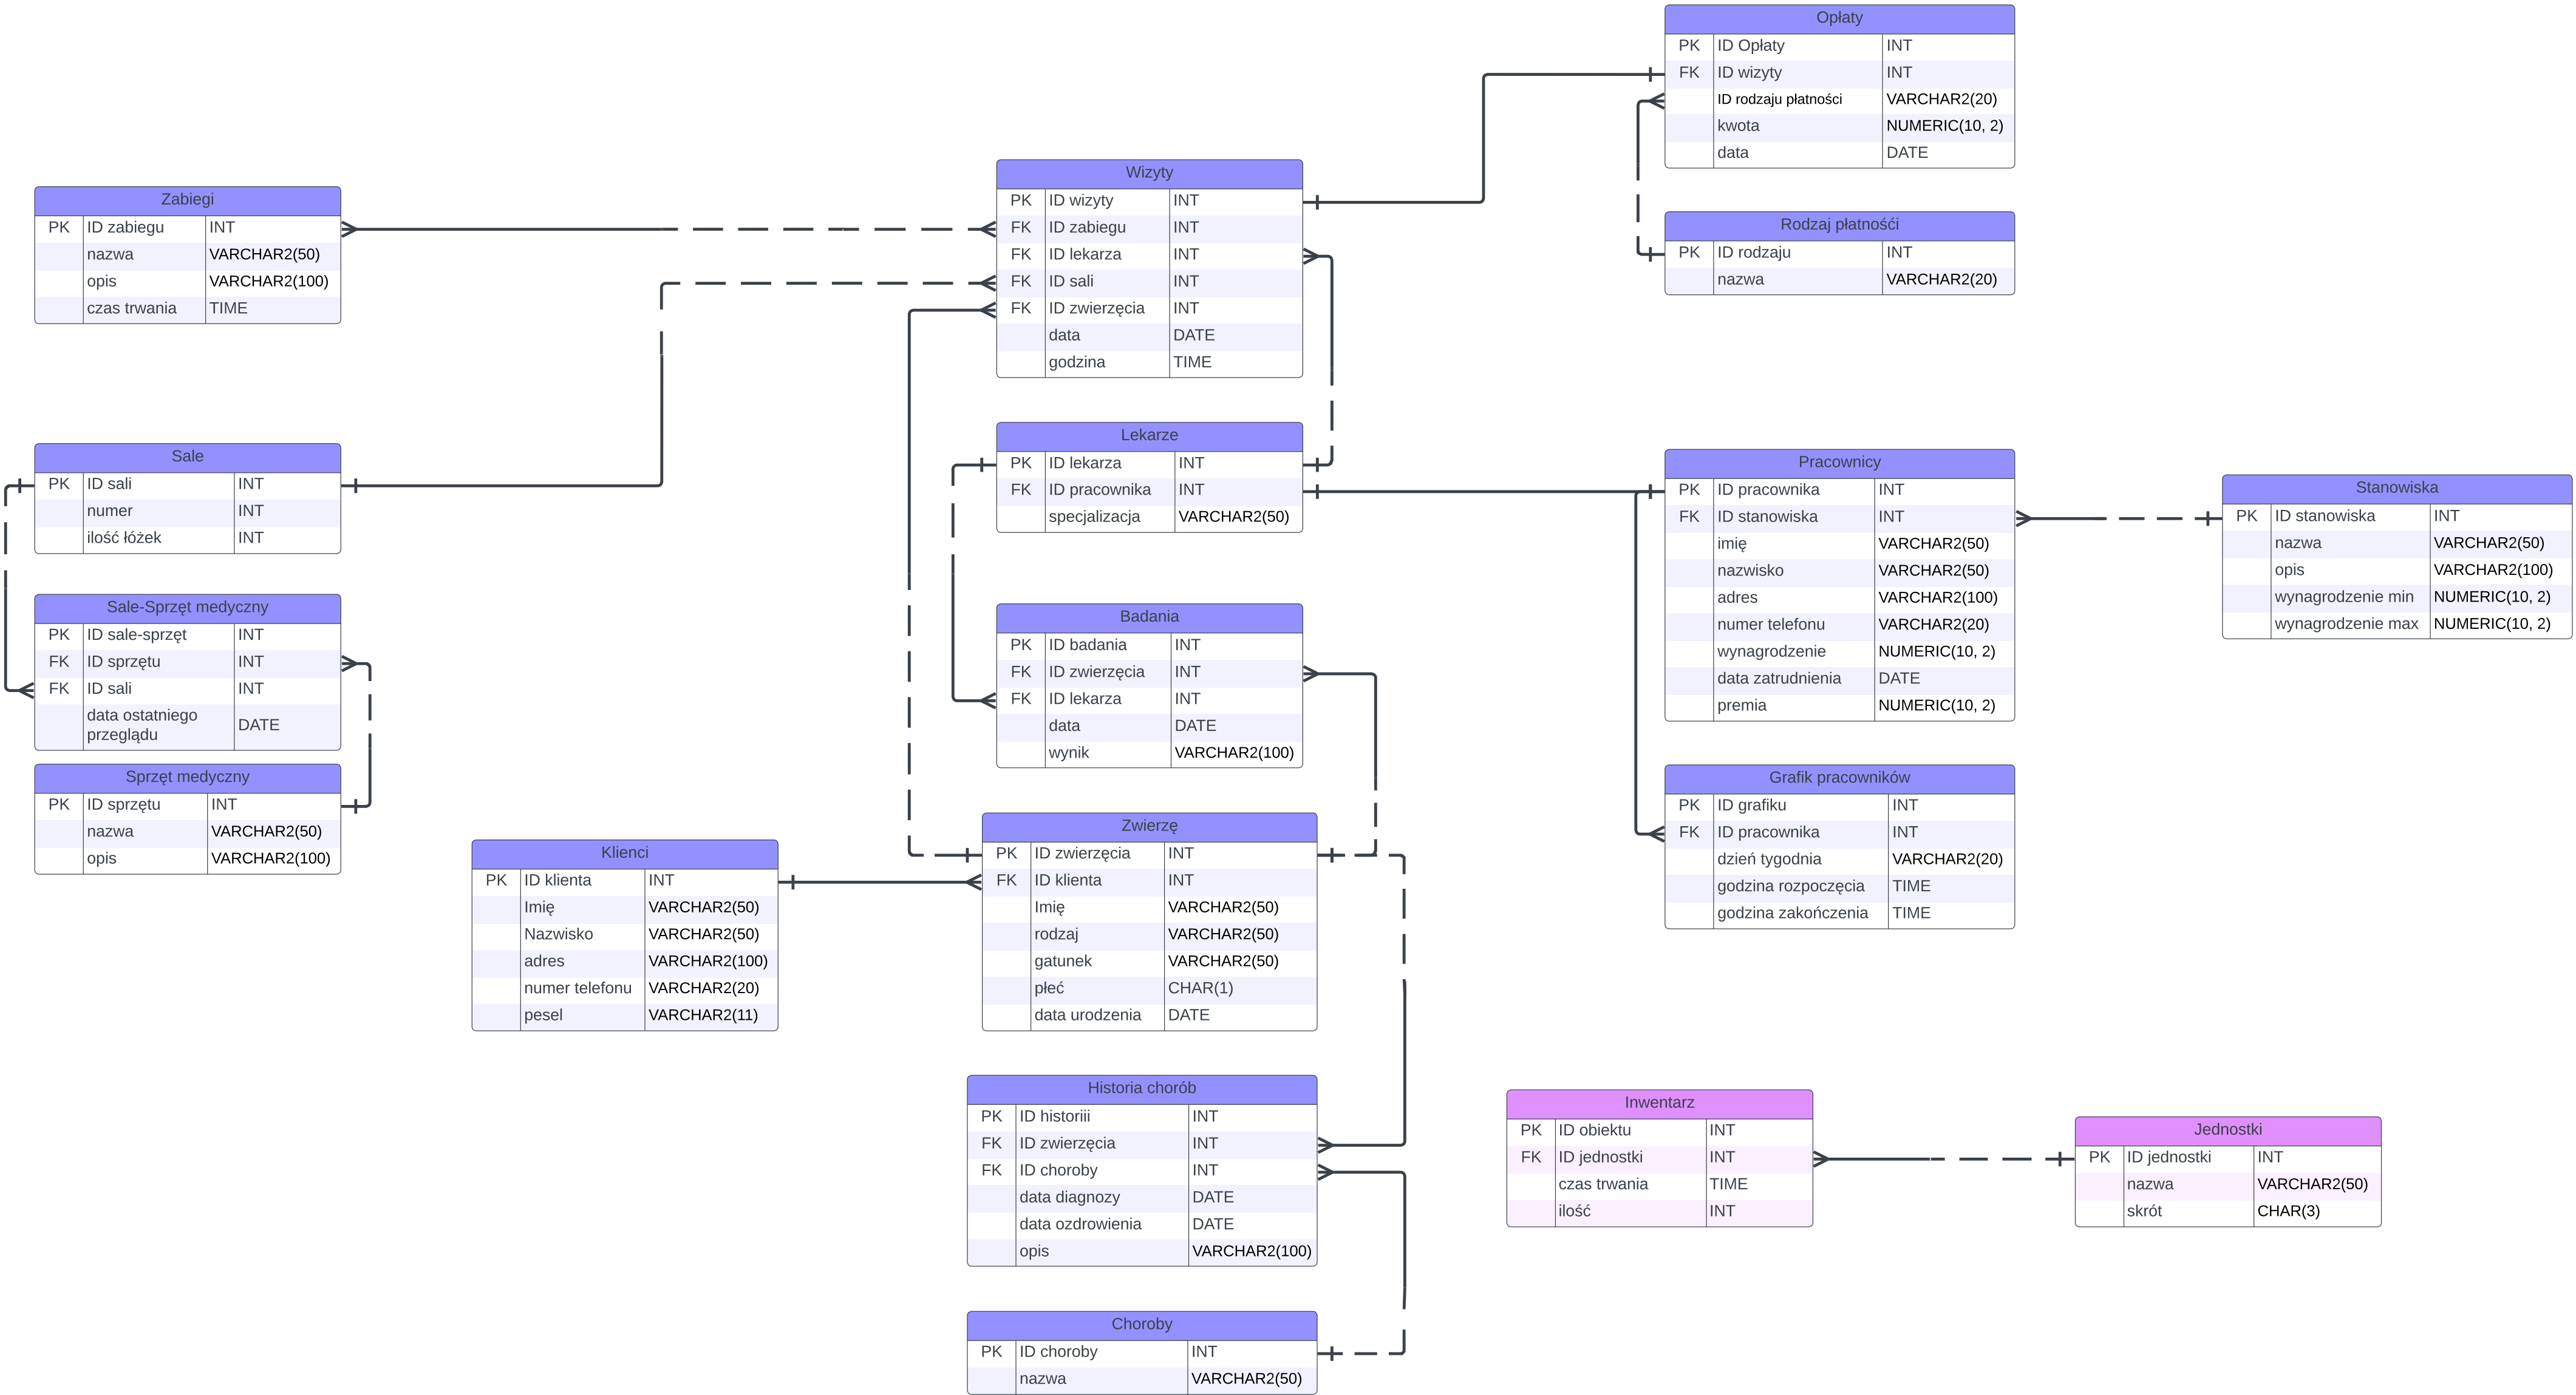 Opłaty
PK ID Opłaty INT
FK ID wizyty INT
ID rodzaju płatności VARCHAR2(20)
kwota NUMERIC(10, 2)
data DATE
Wizyty
PK ID wizyty INT
FK ID zabiegu INT
FK ID lekarza INT
FK ID sali INT
FK ID zwierzęcia INT
data DATE
godzina TIME
Zabiegi
PK ID zabiegu INT
nazwa VARCHAR2(50)
opis VARCHAR2(100)
czas trwania TIME
Rodzaj płatnośći
PK ID rodzaju INT
nazwa VARCHAR2(20)
Sale
PK ID sali INT
numer INT
ilość łóżek INT
Lekarze
PK ID lekarza INT
FK ID pracownika INT
specjalizacja VARCHAR2(50)
Pracownicy
PK ID pracownika INT
FK ID stanowiska INT
imię VARCHAR2(50)
nazwisko VARCHAR2(50)
adres VARCHAR2(100)
numer telefonu VARCHAR2(20)
wynagrodzenie NUMERIC(10, 2)
data zatrudnienia DATE
premia NUMERIC(10, 2)
Stanowiska
PK ID stanowiska INT
nazwa VARCHAR2(50)
opis VARCHAR2(100)
wynagrodzenie min NUMERIC(10, 2)
wynagrodzenie max NUMERIC(10, 2)
Sale-Sprzęt medyczny
PK ID sale-sprzęt INT
FK ID sprzętu INT
FK ID sali INT
data ostatniego
przeglądu DATE
Badania
PK ID badania INT
FK ID zwierzęcia INT
FK ID lekarza INT
data DATE
wynik VARCHAR2(100)
Sprzęt medyczny
PK ID sprzętu INT
nazwa VARCHAR2(50)
opis VARCHAR2(100)
Grafik pracowników
PK ID grafiku INT
FK ID pracownika INT
dzień tygodnia VARCHAR2(20)
godzina rozpoczęcia TIME
godzina zakończenia TIME
Klienci
PK ID klienta INT
Imię VARCHAR2(50)
Nazwisko VARCHAR2(50)
adres VARCHAR2(100)
numer telefonu VARCHAR2(20)
pesel VARCHAR2(11)
Zwierzę
PK ID zwierzęcia INT
FK ID klienta INT
Imię VARCHAR2(50)
rodzaj VARCHAR2(50)
gatunek VARCHAR2(50)
płeć CHAR(1)
data urodzenia DATE
Historia chorób
PK ID historiii INT
FK ID zwierzęcia INT
FK ID choroby INT
data diagnozy DATE
data ozdrowienia DATE
opis VARCHAR2(100)
Inwentarz
PK ID obiektu INT
FK ID jednostki INT
czas trwania TIME
ilość INT
Jednostki
PK ID jednostki INT
nazwa VARCHAR2(50)
skrót CHAR(3)
Choroby
PK ID choroby INT
nazwa VARCHAR2(50)